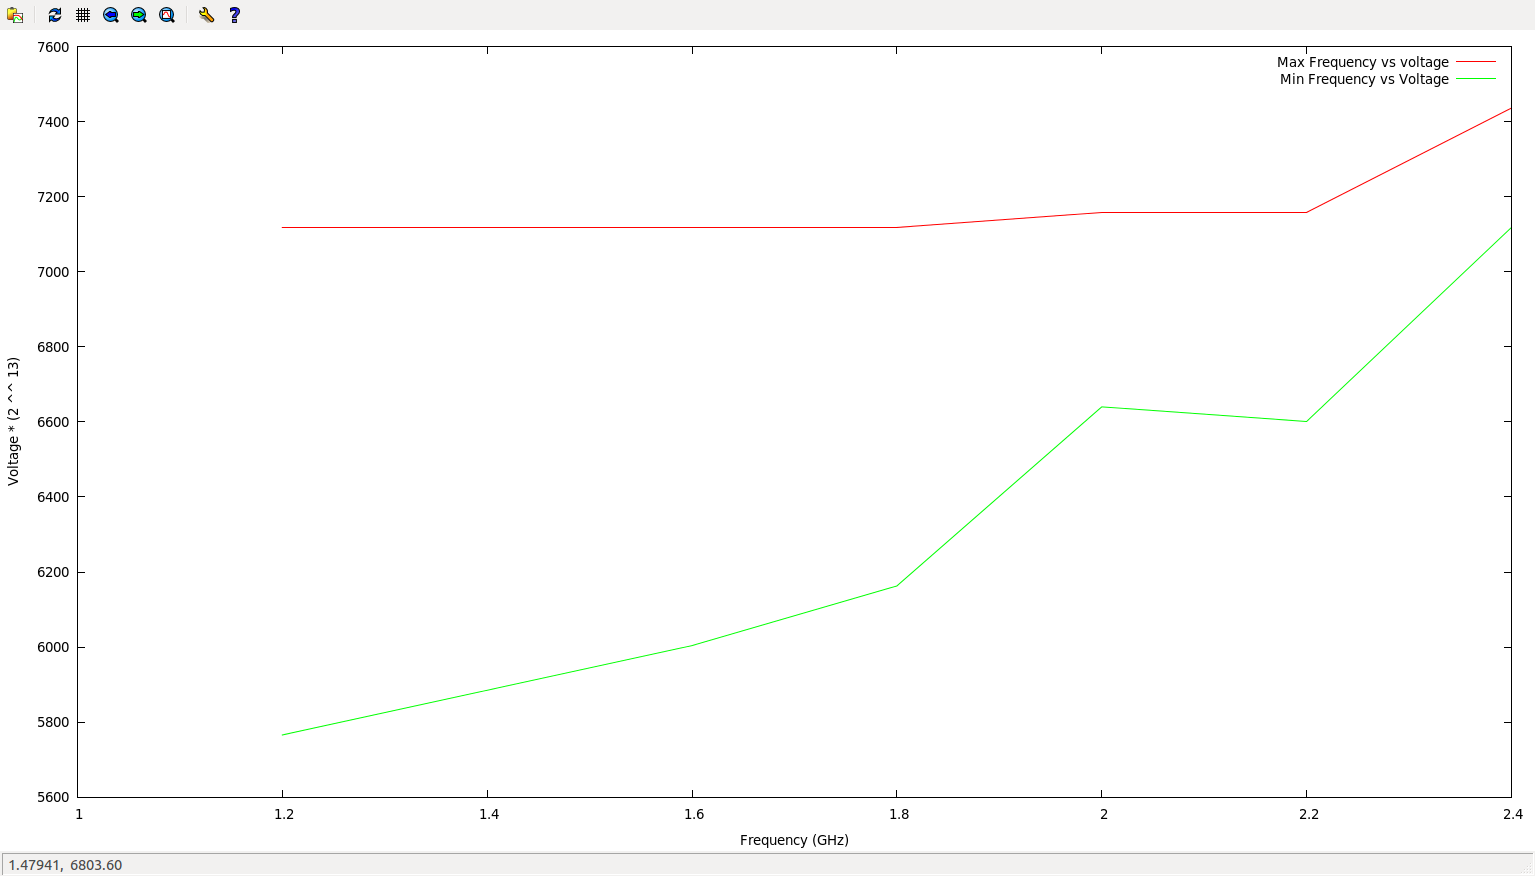 7600
Max Frequency vs voltage
Min Frequency vs Voltage
7400
7200
7000
6800
6600
6400
6200
6000
5800
5600
Voltage * (2 ^^ 13)
1 1.2 1.4 1.6 1.8 2 2.2 2.4
Frequency (GHz)
1.47941, 6803.60